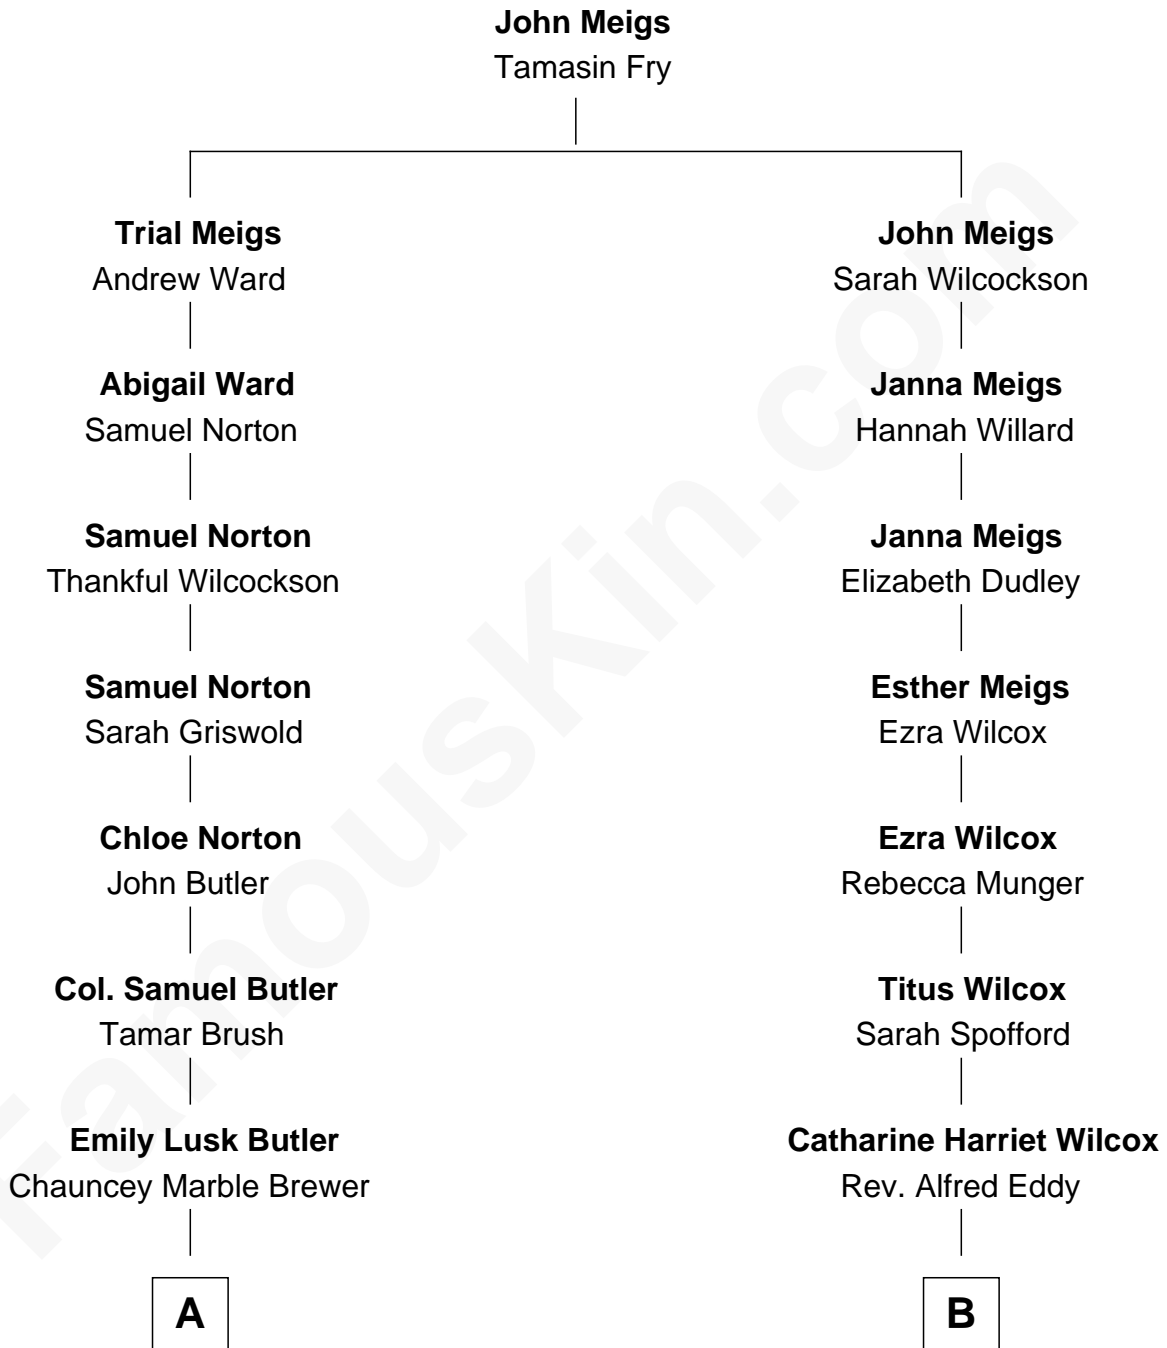 John Meigs
Tamasin Fry
Trial Meigs
Andrew Ward
John Meigs
Sarah Wilcockson
Abigail Ward
Samuel Norton
Janna Meigs
Hannah Willard
Samuel Norton
Thankful Wilcockson
Janna Meigs
Elizabeth Dudley
Samuel Norton
Sarah Griswold
Esther Meigs
Ezra Wilcox
Chloe Norton
John Butler
Ezra Wilcox
Rebecca Munger
Col. Samuel Butler
Tamar Brush
Titus Wilcox
Sarah Spofford
Emily Lusk Butler
Chauncey Marble Brewer
Catharine Harriet Wilcox
Rev. Alfred Eddy
A
B
FamousKin.com